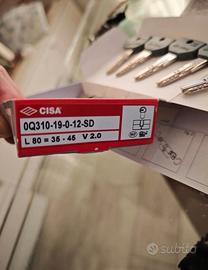 CISA
0Q310-19-0-12-SD
L 80 = 35 - 45 V 2.0
subito